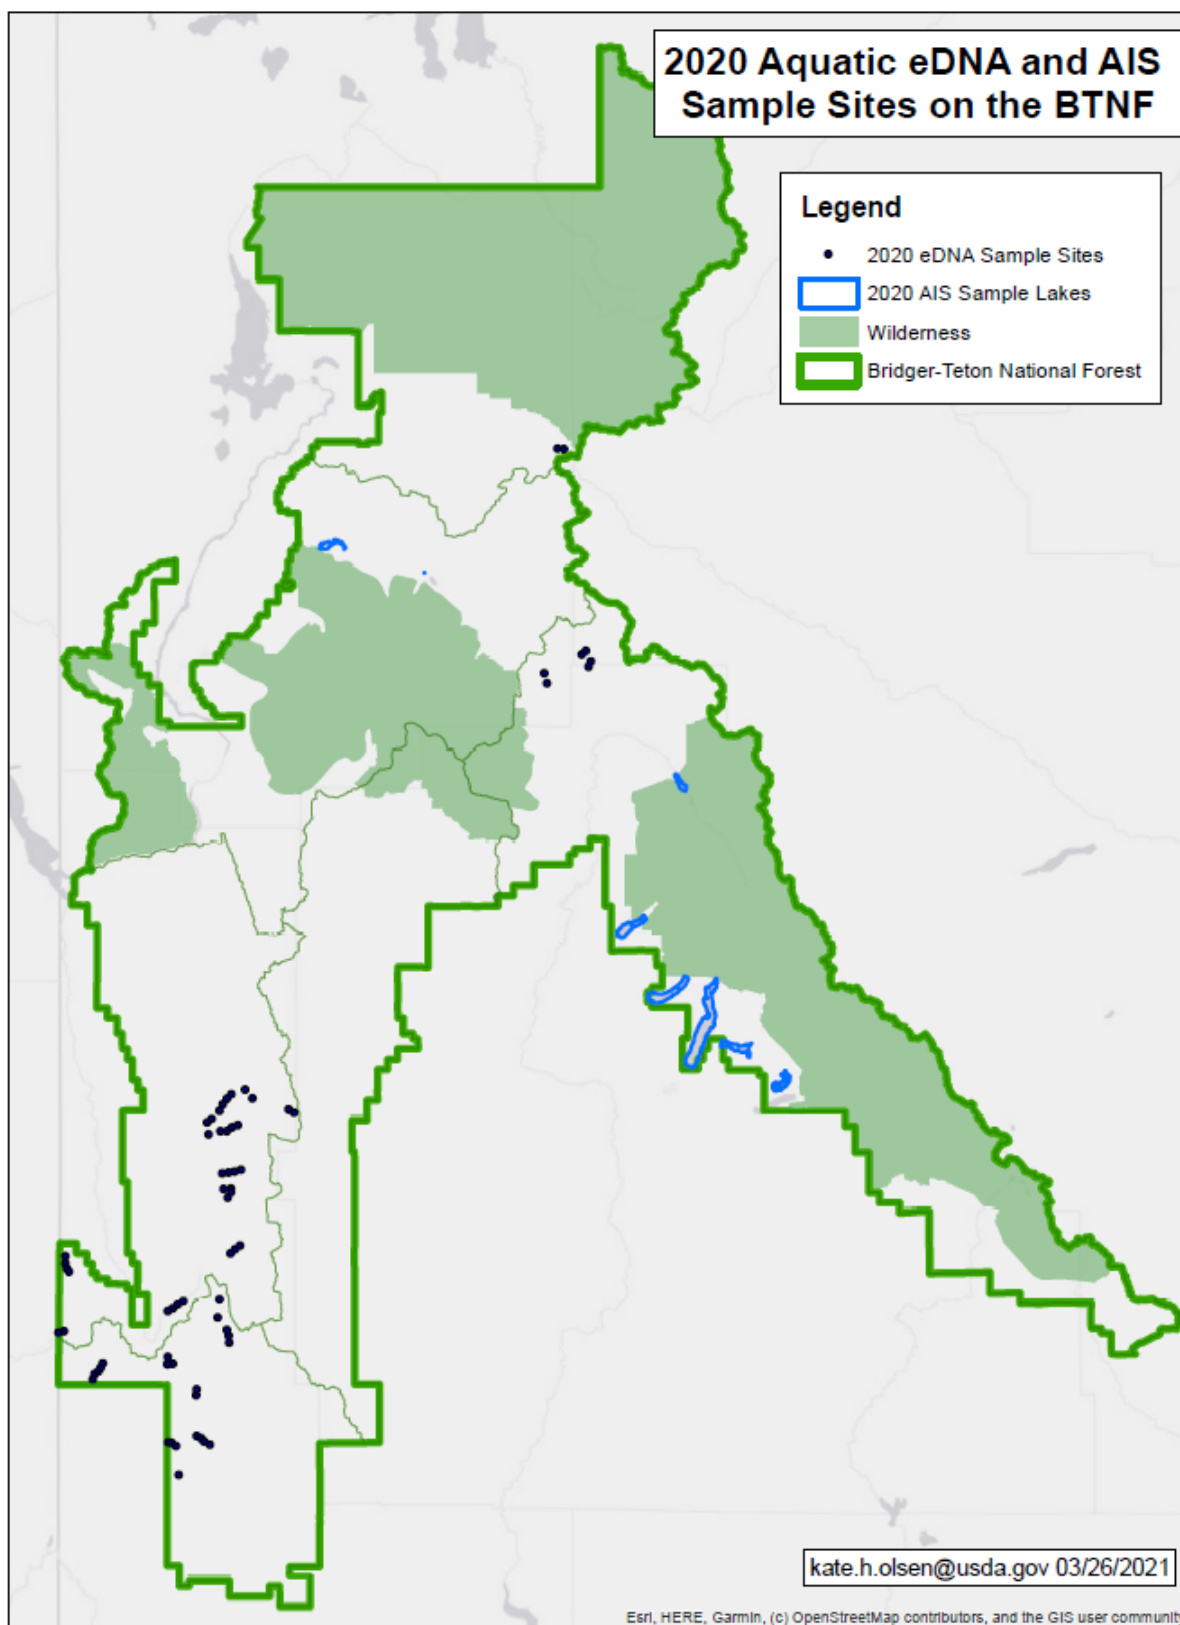 2020 Aquatic eDNA and AIS
Sample Sites on the BTNF
Legend
2020 eDNA Sample Sites
2020 AIS Sample Lakes
Wilderness
Bridger-Teton National Forest
kate.h.olsen@usda.gov 03/26/2021
Esri, HERE, Garmin, (c) OpenStreetMap contributors, and the GIS user community